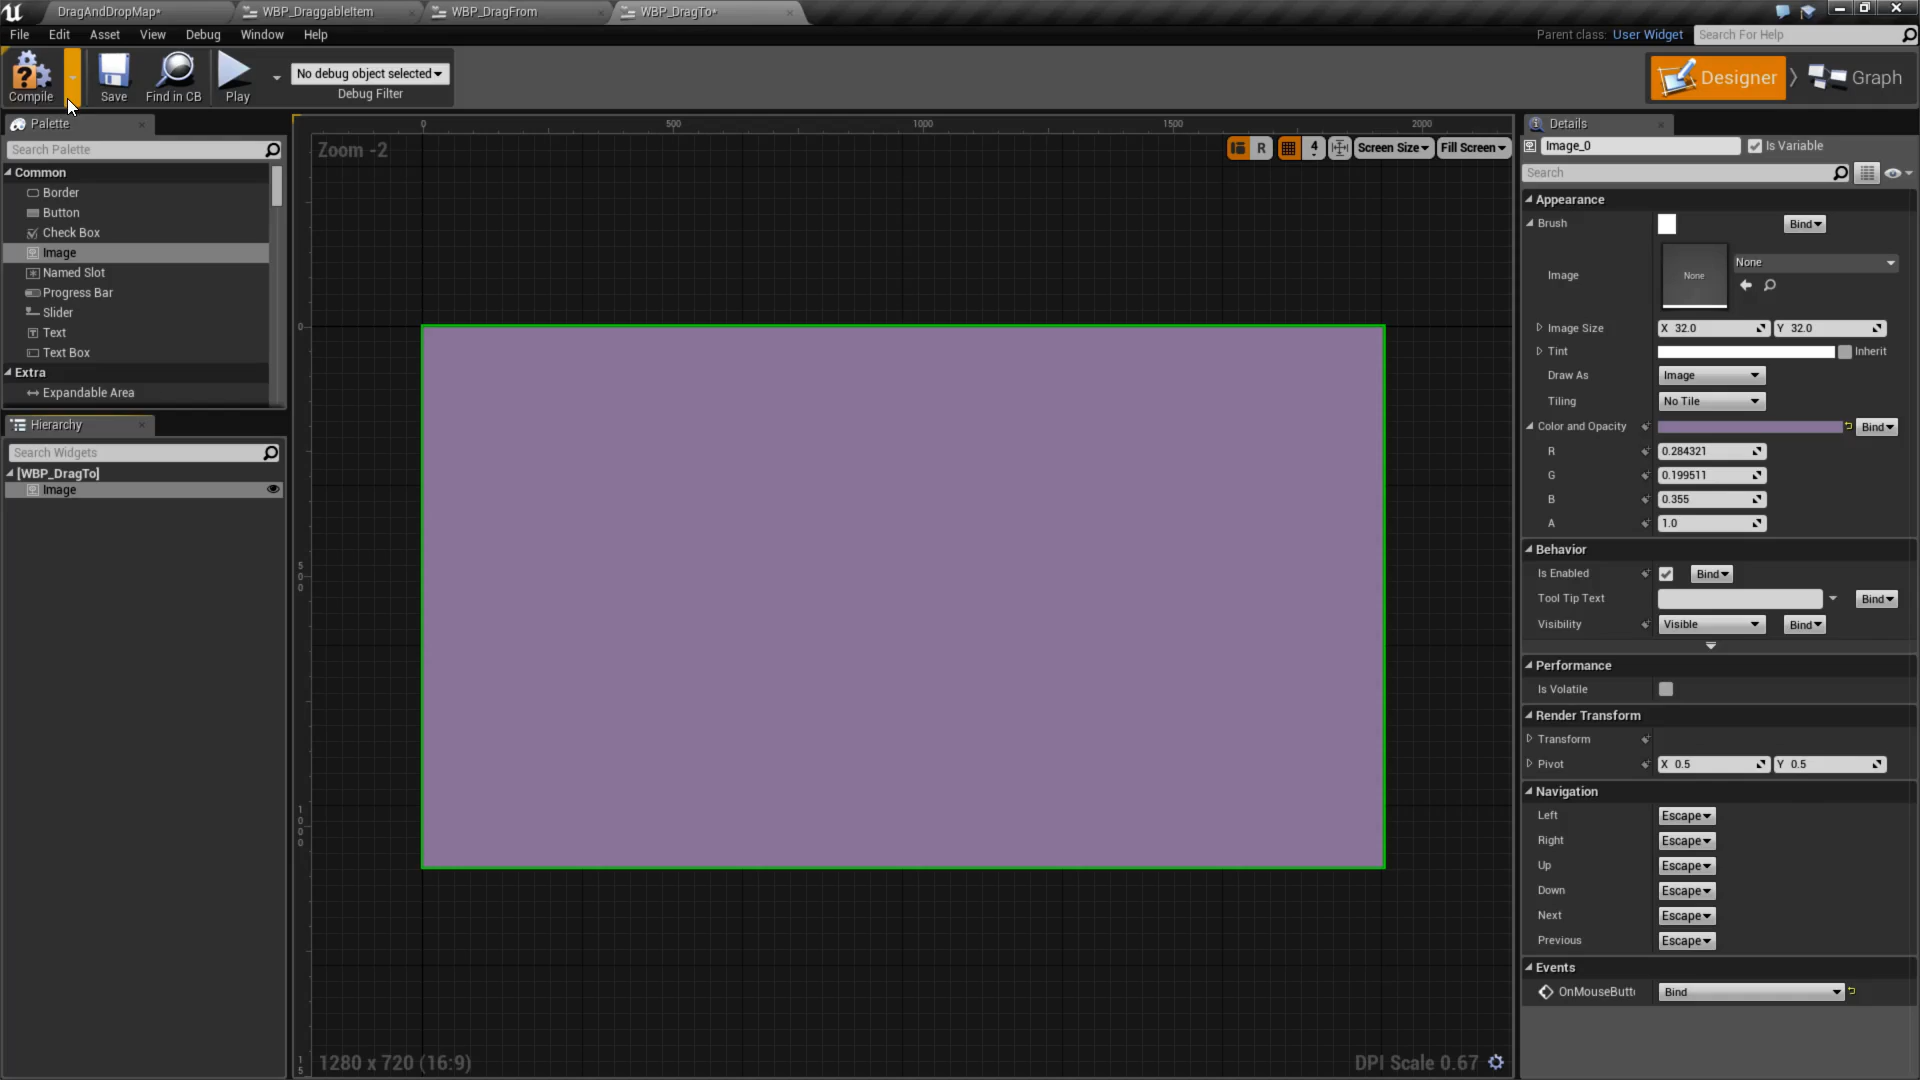 DragAndDropMap*
WBP_DraggableItem
WBP_DragFrom
WBP_DragTo*
File Edit Asset View Debug Window Help
Parent class: User Widget
Search For Help
Compile
Save
Find in CB
Play
No debug object selected
Debug Filter
Designer
Graph
Palette
Search Palette
Common
Border
Button
Check Box
Image
Named Slot
Progress Bar
Slider
Text
Text Box
Extra
Expandable Area
Hierarchy
Search Widgets
[WBP_DragTo]
Image
0 500 1000 1500 2000
Zoom -2
R
4
Screen Size
Fill Screen
0
500
1000
15
1280 x 720 (16:9)
DPI Scale 0.67
Details
Image_0
Is Variable
Search
Appearance
Brush Bind
Image None None
Image Size X 32.0 Y 32.0
Tint Inherit
Draw As Image
Tiling No Tile
Color and Opacity Bind
R 0.284321
G 0.199511
B 0.355
A 1.0
Behavior
Is Enabled Bind
Tool Tip Text Bind
Visibility Visible Bind
Performance
Is Volatile
Render Transform
Transform
Pivot X 0.5 Y 0.5
Navigation
Left Escape
Right Escape
Up Escape
Down Escape
Next Escape
Previous Escape
Events
OnMouseButt Bind